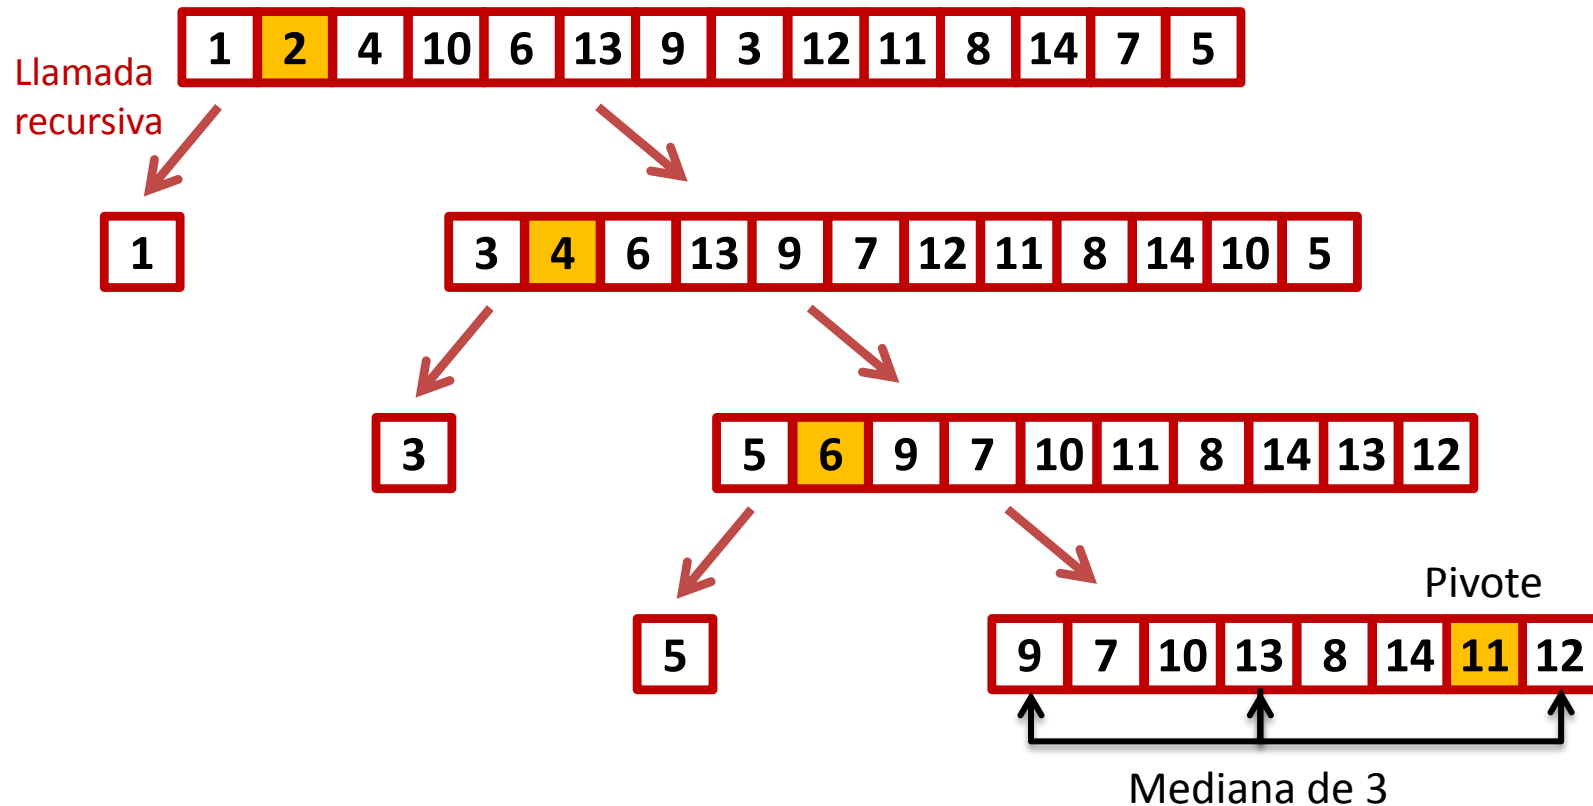 1 2 4 10 6 13 9 3 12 11 8 14 7 5
Llamada
recursiva
1
3 4 6 13 9 7 12 11 8 14 10 5
3
5 6 9 7 10 11 8 14 13 12
Pivote
5
9 7 10 13 8 14 11 12
Mediana de 3